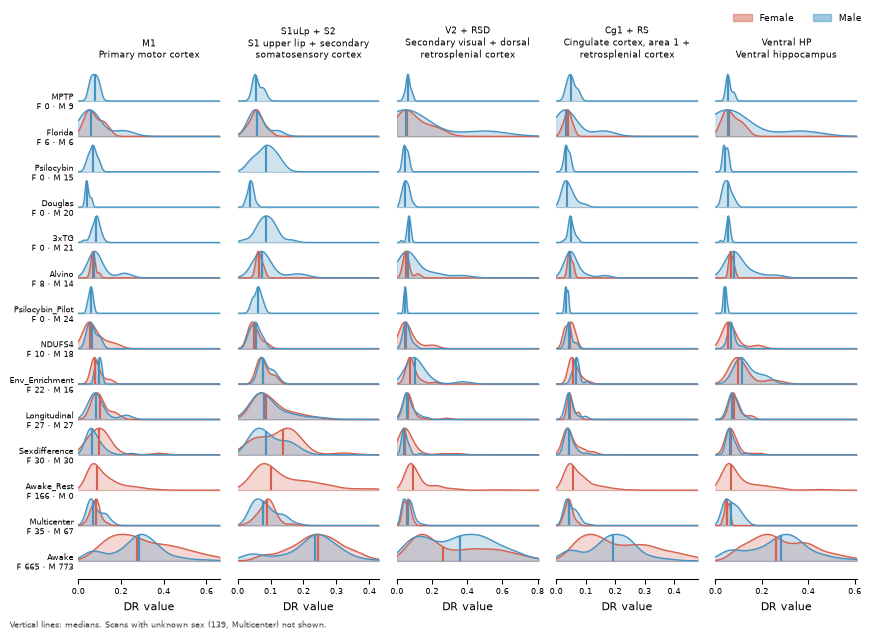 Female Male
M1
Primary motor cortex
S1uLp + S2
S1 upper lip + secondary
somatosensory cortex
V2 + RSD
Secondary visual + dorsal
retrosplenial cortex
Cg1 + RS
Cingulate cortex, area 1 +
retrosplenial cortex
Ventral HP
Ventral hippocampus
MPTP
F 0 · M 9
Florida
F 6 · M 6
Psilocybin
F 0 · M 15
Douglas
F 0 · M 20
3xTG
F 0 · M 21
Alvino
F 8 · M 14
Psilocybin_Pilot
F 0 · M 24
NDUFS4
F 10 · M 18
Env_Enrichment
F 22 · M 16
Longitudinal
F 27 · M 27
Sexdifference
F 30 · M 30
Awake_Rest
F 166 · M 0
Multicenter
F 35 · M 67
Awake
F 665 · M 773
0.0 0.2 0.4 0.6
DR value
0.0 0.1 0.2 0.3 0.4
DR value
0.0 0.2 0.4 0.6 0.8
DR value
0.0 0.2 0.4
DR value
0.0 0.2 0.4 0.6
DR value
Vertical lines: medians. Scans with unknown sex (139, Multicenter) not shown.